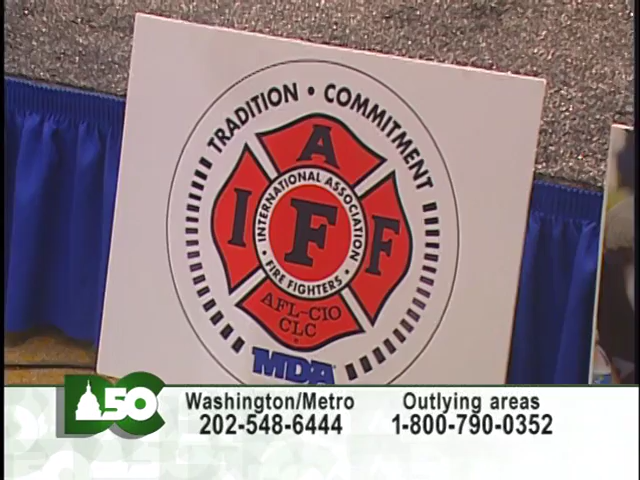 TRADITION • COMMITMENT
A
INTERNATIONAL ASSOCIATION
I F F
• FIRE FIGHTERS •
AFL-CIO
CLC
MDA
50
Washington/Metro
202-548-6444
Outlying areas
1-800-790-0352